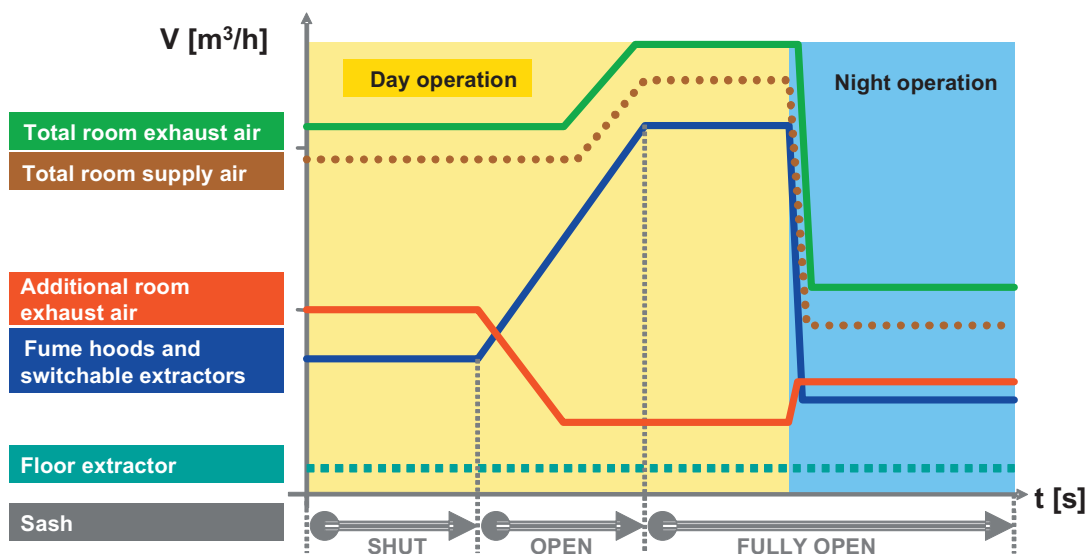 V [m³/h]
Day operation
Night operation
Total room exhaust air
Total room supply air
Additional room
exhaust air
Fume hoods and
switchable extractors
Floor extractor
t [s]
Sash
SHUT
OPEN
FULLY OPEN